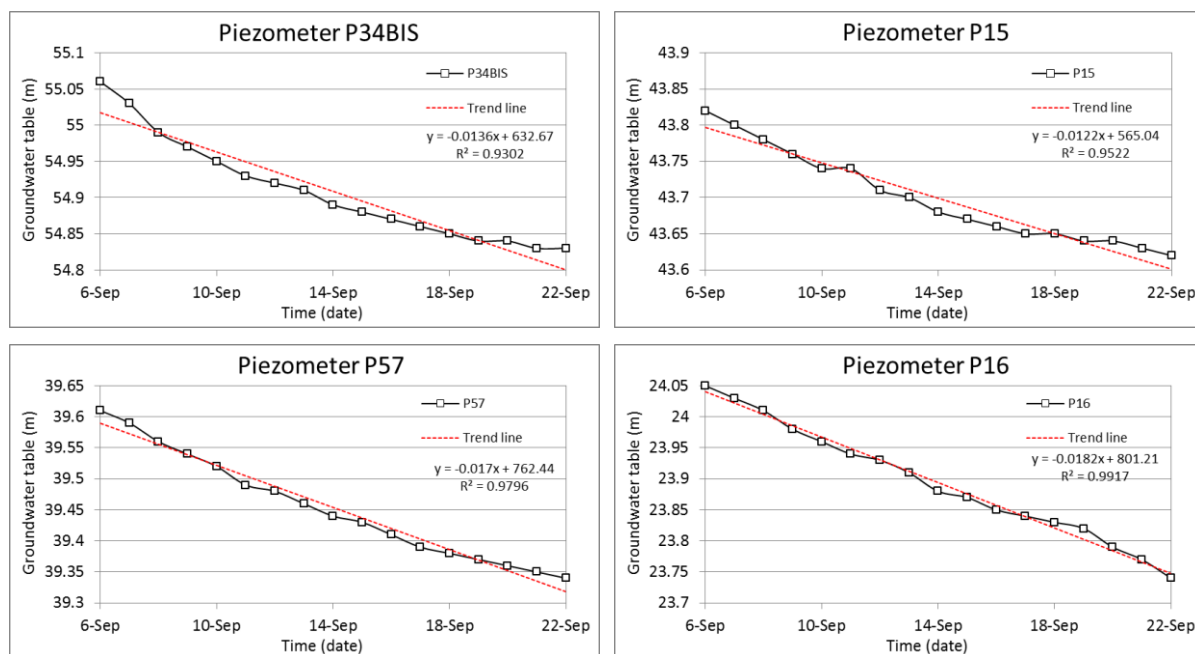 Piezometer P34BIS
Groundwater table (m)
55.1
55.05
55
54.95
54.9
54.85
54.8
P34BIS
Trend line
y = -0.0136x + 632.67
R² = 0.9302
6-Sep 10-Sep 14-Sep 18-Sep 22-Sep
Time (date)
Piezometer P15
Groundwater table (m)
43.9
43.85
43.8
43.75
43.7
43.65
43.6
P15
Trend line
y = -0.0122x + 565.04
R² = 0.9522
6-Sep 10-Sep 14-Sep 18-Sep 22-Sep
Time (date)
Piezometer P57
Groundwater table (m)
39.65
39.6
39.55
39.5
39.45
39.4
39.35
39.3
P57
Trend line
y = -0.017x + 762.44
R² = 0.9796
6-Sep 10-Sep 14-Sep 18-Sep 22-Sep
Time (date)
Piezometer P16
Groundwater table (m)
24.05
24
23.95
23.9
23.85
23.8
23.75
23.7
P16
Trend line
y = -0.0182x + 801.21
R² = 0.9917
6-Sep 10-Sep 14-Sep 18-Sep 22-Sep
Time (date)